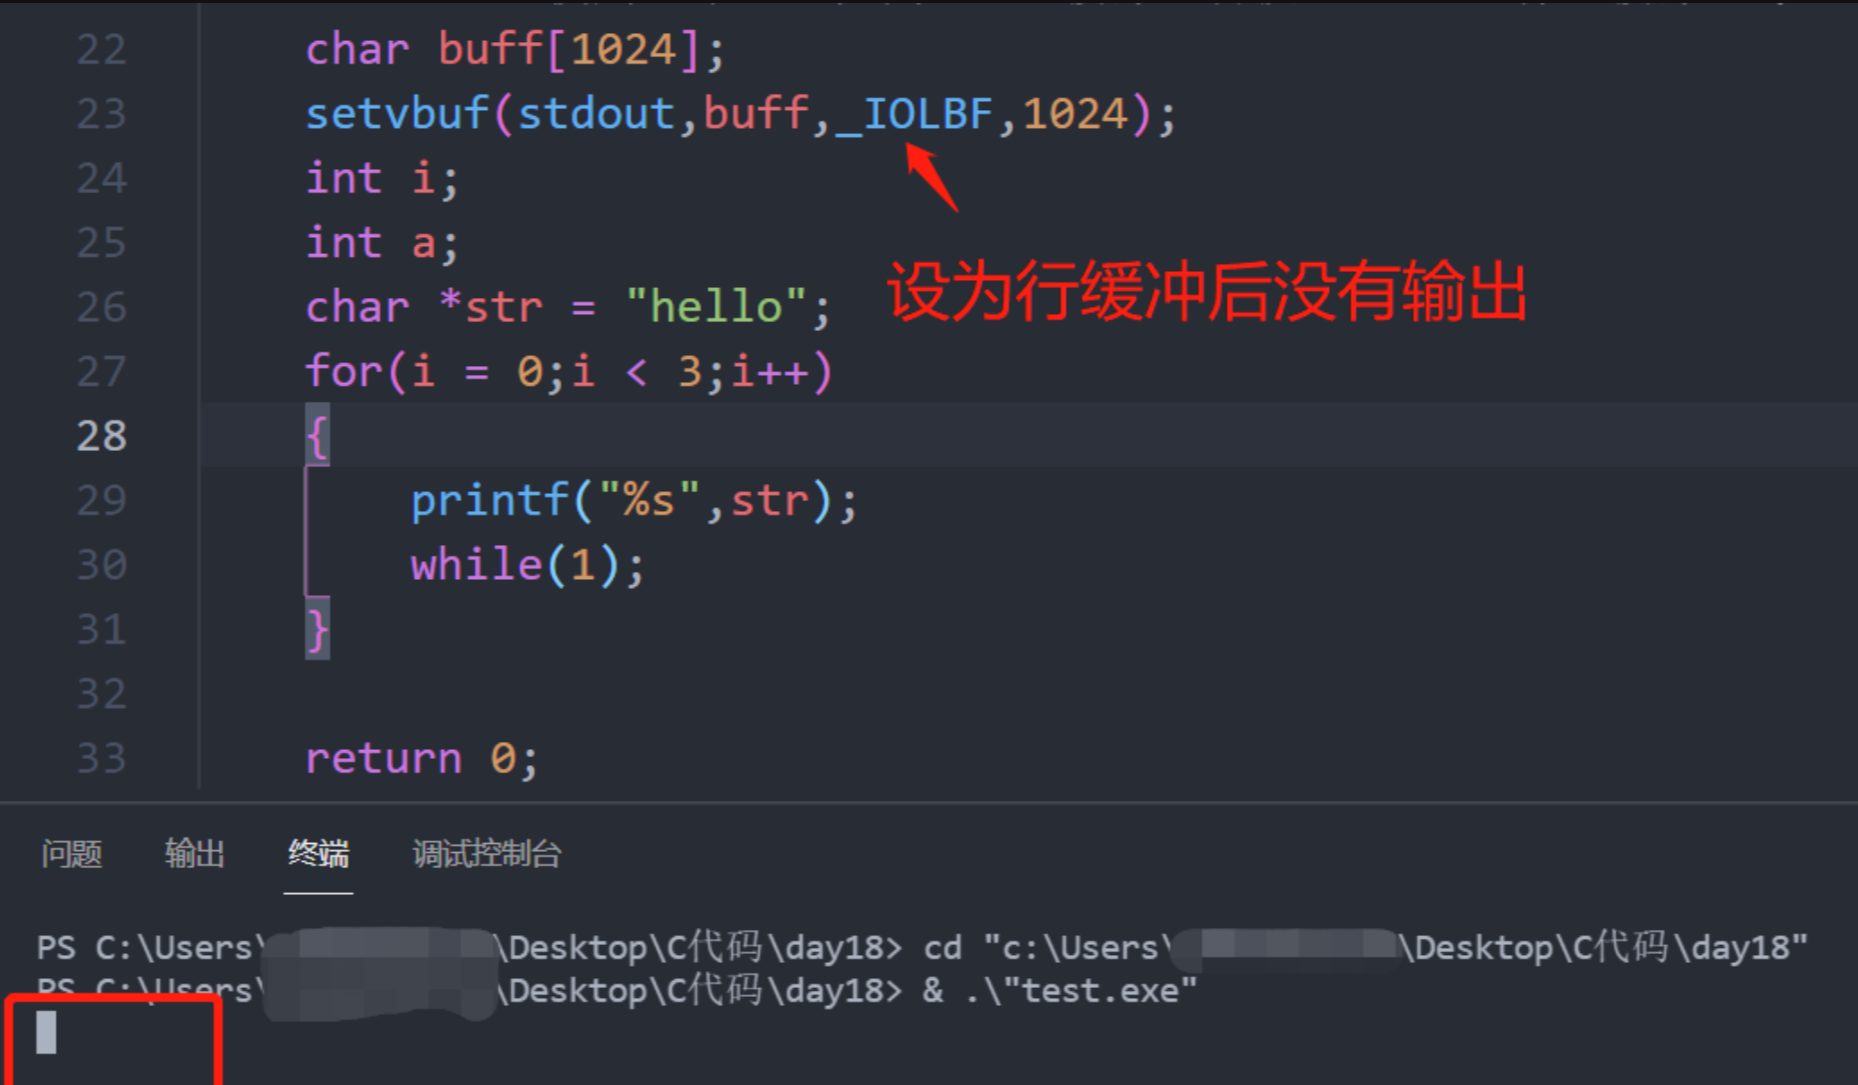 22 char buff[1024];
23 setvbuf(stdout,buff,_IOLBF,1024);
24 int i;
25 int a;
26 char *str = "hello";
设为行缓冲后没有输出
27 for(i = 0;i < 3;i++)
28 {
29 printf("%s",str);
30 while(1);
31 }
32
33 return 0;
问题 输出 终端 调试控制台
PS C:\Users\ \Desktop\C代码\day18> cd "c:\Users\ \Desktop\C代码\day18"
PS C:\Users\ \Desktop\C代码\day18> & .\"test.exe"